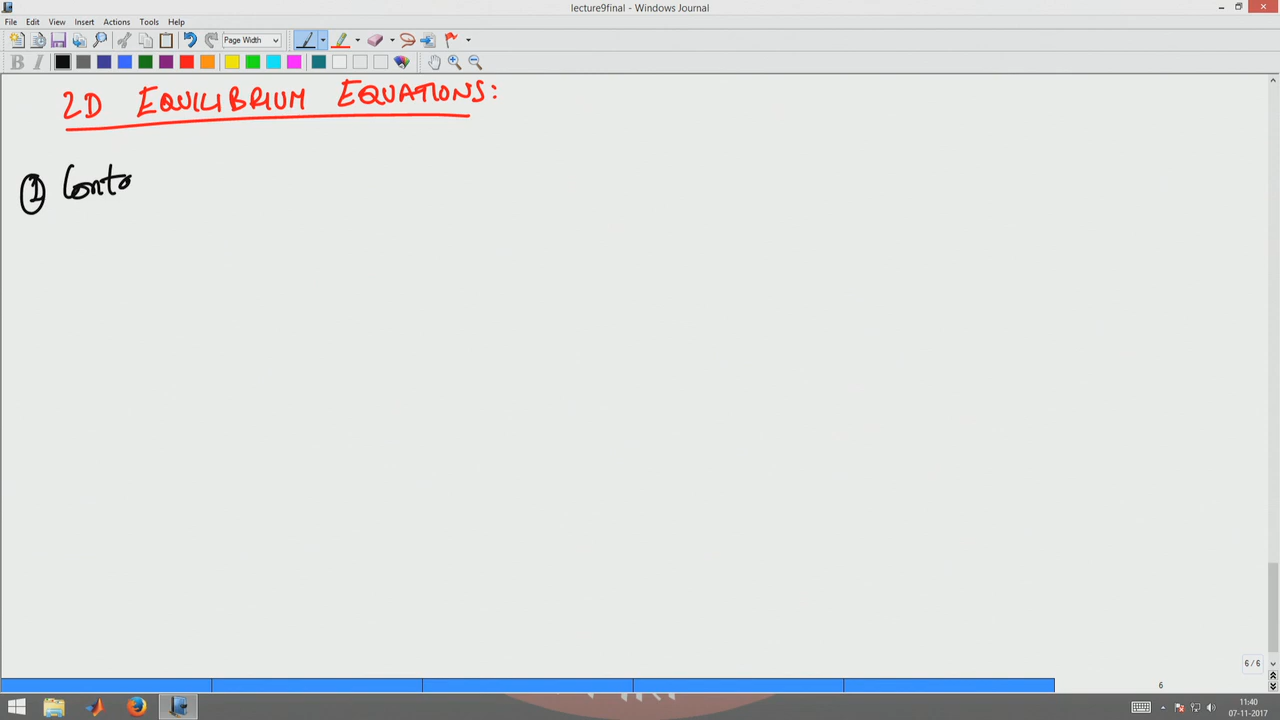 lecture9final - Windows Journal
File Edit View Insert Actions Tools Help
Page Width
B I
2D EQUILIBRIUM EQUATIONS:
① Conto
6 / 6
6
11:40
07-11-2017